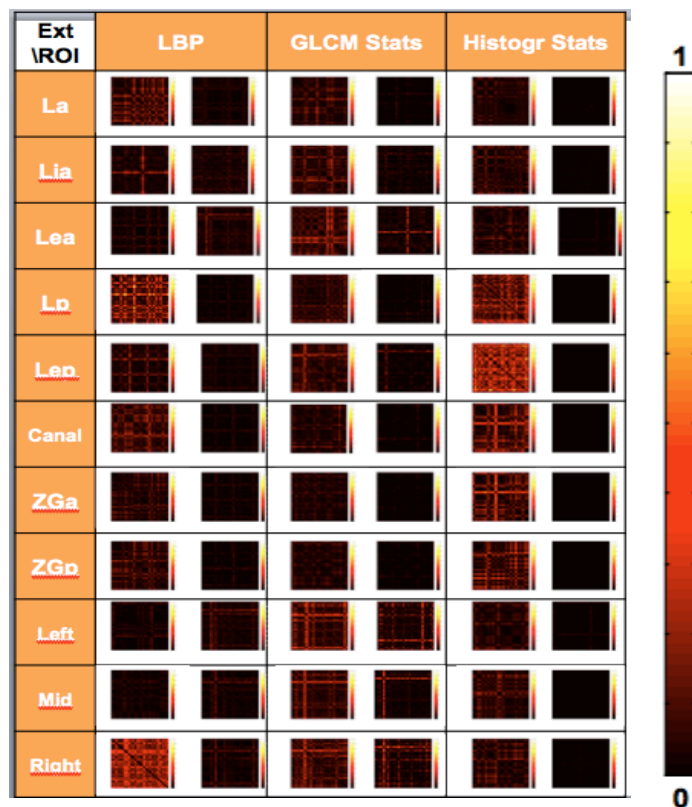 Ext
\ROI
LBP
GLCM Stats
Histogr Stats
La
Lia
Lea
Lp
Lep
Canal
ZGa
ZGp
Left
Mid
Right
1
0